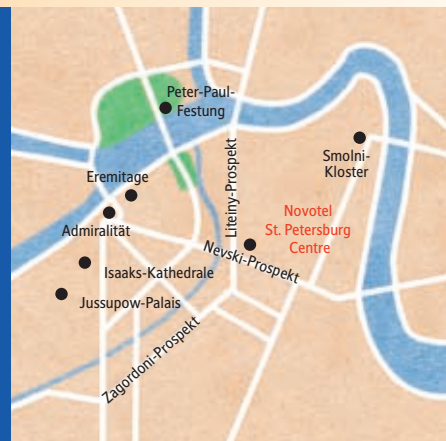 Peter-Paul-
Festung
Smolni-
Kloster
Liteiny-Prospekt
Eremitage
Novotel
St. Petersburg
Centre
Admiralität
Nevski-Prospekt
Isaaks-Kathedrale
Jussupow-Palais
Zagordoni-Prospekt